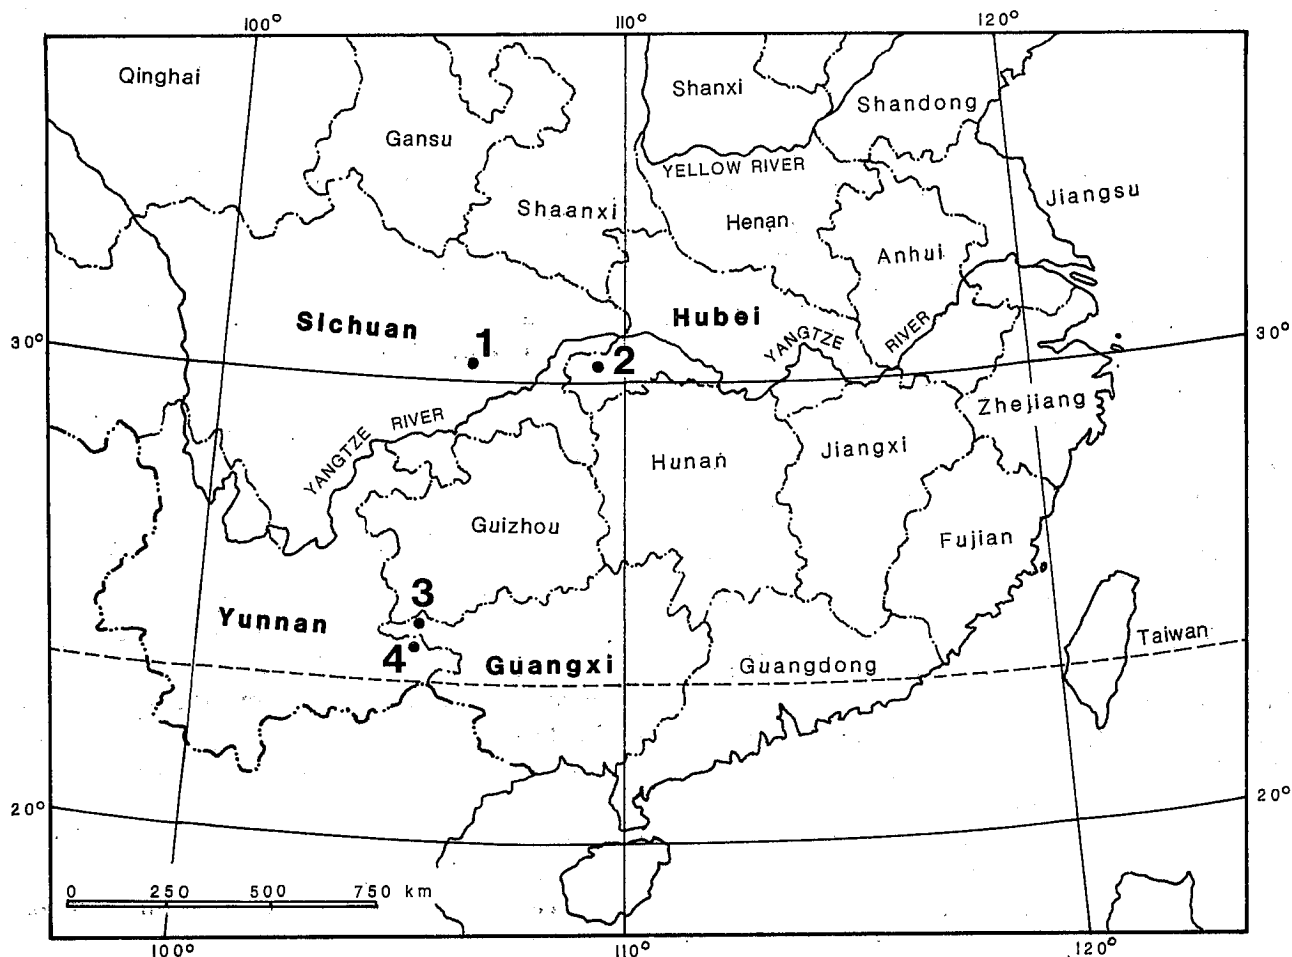 100° 110° 120°
Qinghai
Shanxi
Shandong
Gansu
YELLOW RIVER
Jiangsu
Shaanxi
Henan
Anhui
Sichuan
Hubei
1
30°
YANGTZE
RIVER
30°
2
Zhejiang
YANGTZE
RIVER
Hunan
Jiangxi
Guizhou
Fujian
3
Yunnan
Taiwan
4
Guangxi
Guangdong
20°
20°
0 250 500 750 km
100° 110° 120°